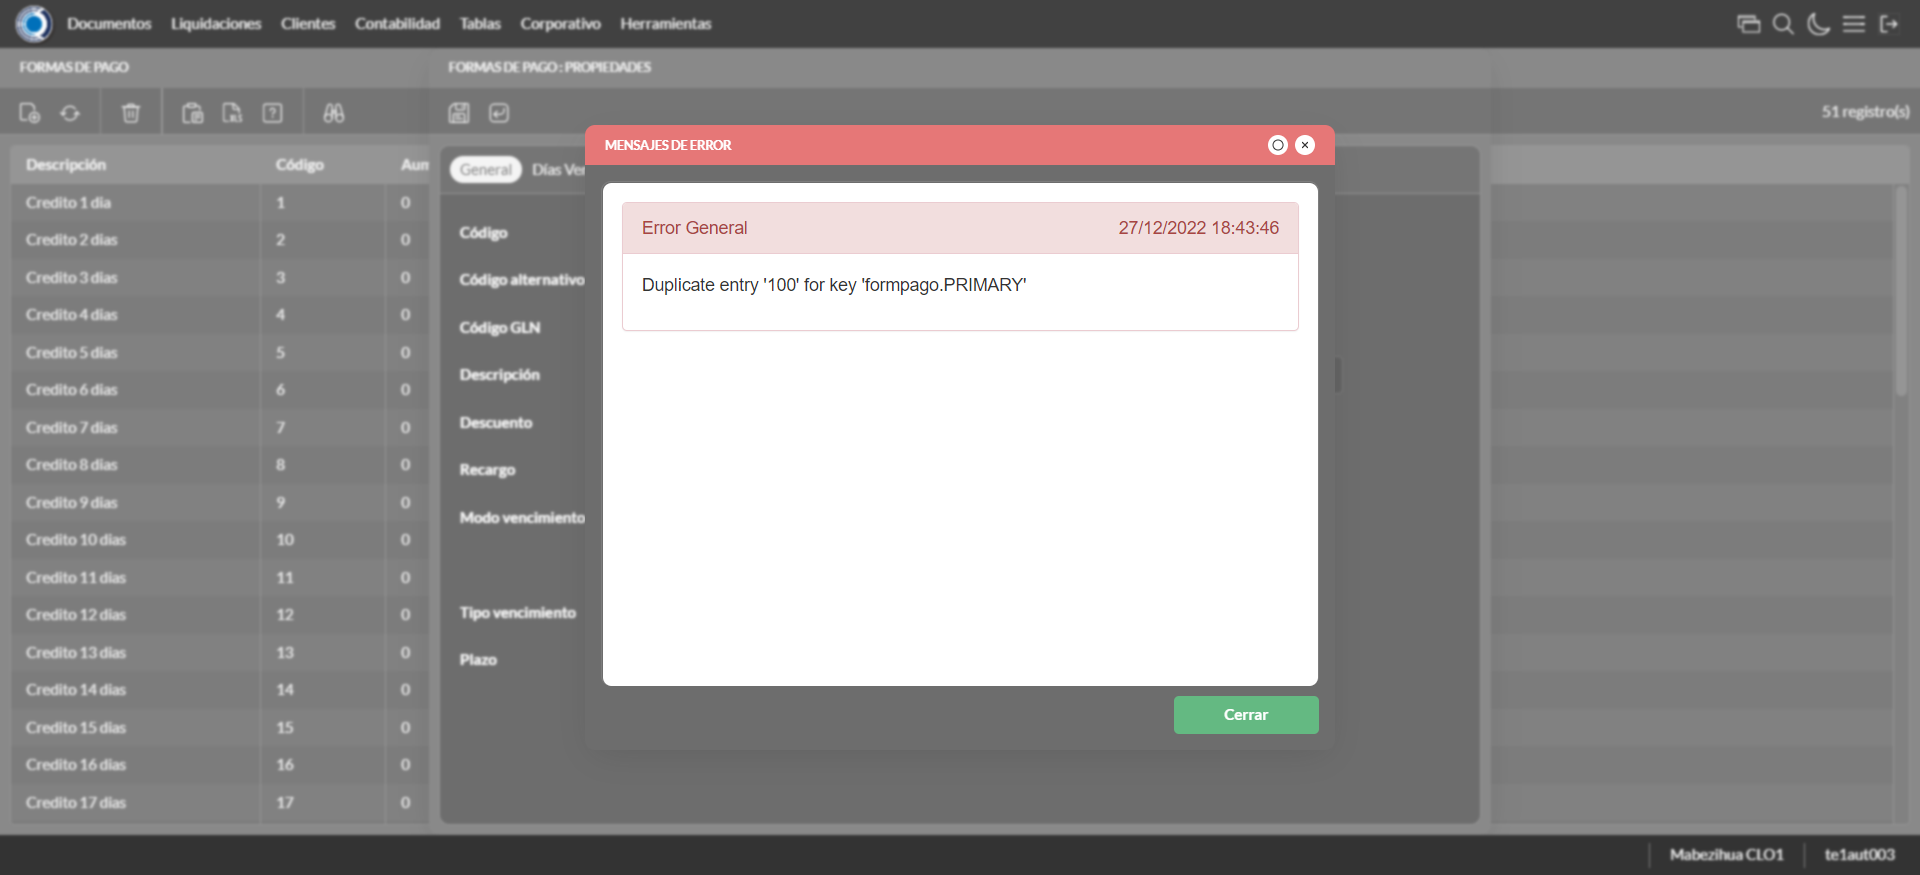 Documentos Liquidaciones Clientes Contabilidad Tablas Corporativo Herramientas
FORMAS DE PAGO
FORMAS DE PAGO : PROPIEDADES
51 registro(s)
MENSAJES DE ERROR
Descripción Código Aum
General Días Ve
Error General 27/12/2022 18:43:46
Duplicate entry '100' for key 'formpago.PRIMARY'
Cerrar
Credito 1 dia 1 0
Credito 2 dias 2 0
Credito 3 dias 3 0
Credito 4 dias 4 0
Credito 5 dias 5 0
Credito 6 dias 6 0
Credito 7 dias 7 0
Credito 8 dias 8 0
Credito 9 dias 9 0
Credito 10 dias 10 0
Credito 11 dias 11 0
Credito 12 dias 12 0
Credito 13 dias 13 0
Credito 14 dias 14 0
Credito 15 dias 15 0
Credito 16 dias 16 0
Credito 17 dias 17 0
Código
Código alternativo
Código GLN
Descripción
Descuento
Recargo
Modo vencimiento
Tipo vencimiento
Plazo
Mabezihua CLO1 te1aut003